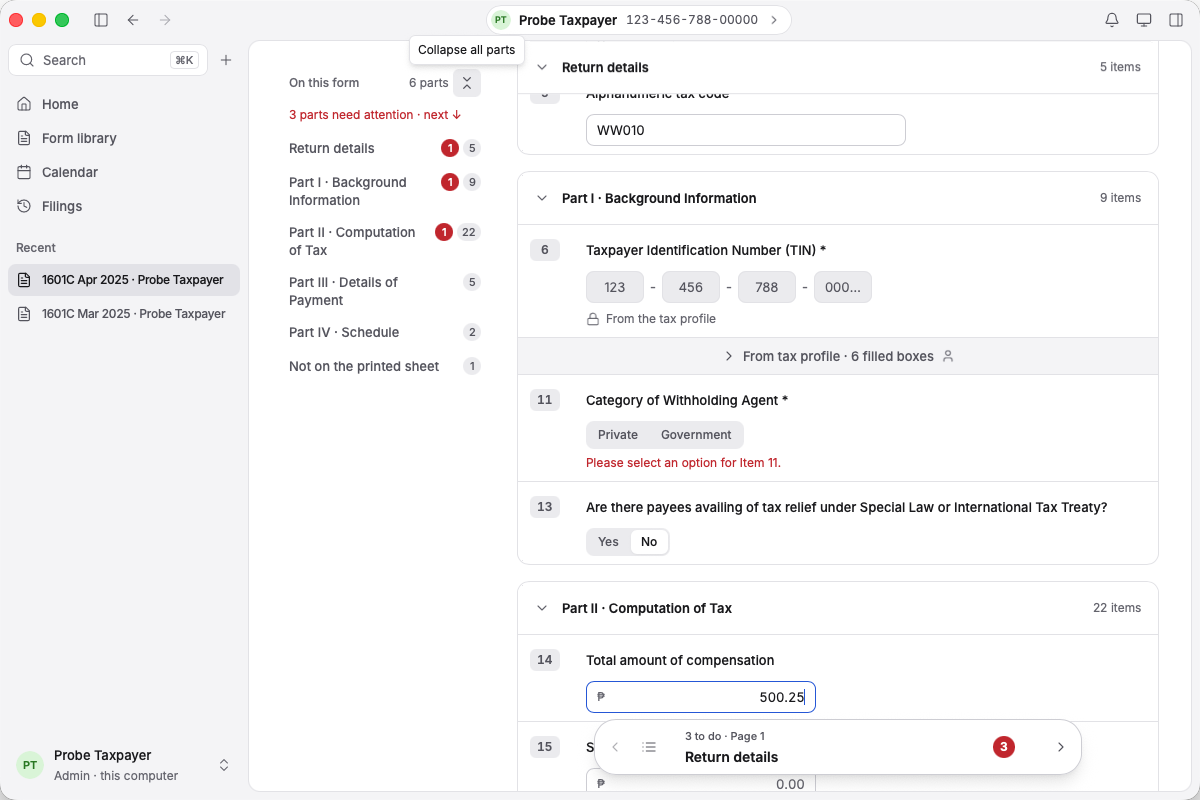 PT Probe Taxpayer 123-456-788-00000
Search ⌘K
Home
Form library
Calendar
Filings
Recent
1601C Apr 2025 · Probe Taxpayer
1601C Mar 2025 · Probe Taxpayer
PT
Probe Taxpayer
Admin · this computer
Collapse all parts
On this form 6 parts
3 parts need attention · next ↓
Return details 1 5
Part I · Background 1 9
Information
Part II · Computation 1 22
of Tax
Part III · Details of 5
Payment
Part IV · Schedule 2
Not on the printed sheet 1
Return details 5 items
5 Alphanumeric tax code
WW010
Part I · Background Information 9 items
6 Taxpayer Identification Number (TIN) *
123 - 456 - 788 - 000...
From the tax profile
From tax profile · 6 filled boxes
11 Category of Withholding Agent *
Private Government
Please select an option for Item 11.
13 Are there payees availing of tax relief under Special Law or International Tax Treaty?
Yes No
Part II · Computation of Tax 22 items
14 Total amount of compensation
₱ 500.25
15 S
₱ 0.00
3 to do · Page 1
Return details
3